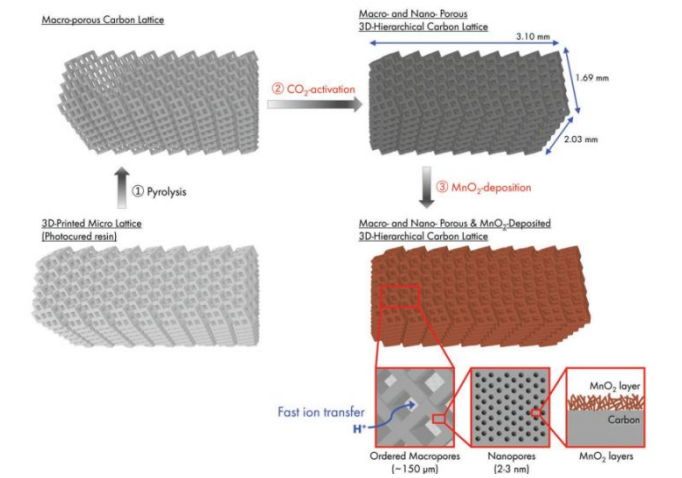 Macro-porous Carbon Lattice
Macro- and Nano- Porous
3D-Hierarchical Carbon Lattice
3.10 mm
② CO₂-activation
1.69 mm
2.03 mm
① Pyrolysis
③ MnO₂-deposition
3D-Printed Micro Lattice
(Photocured resin)
Macro- and Nano- Porous & MnO₂-Deposited
3D-Hierarchical Carbon Lattice
Fast ion transfer
H⁺
MnO₂ layer
Carbon
Ordered Macropores
(~150 μm)
Nanopores
(2-3 nm)
MnO₂ layers